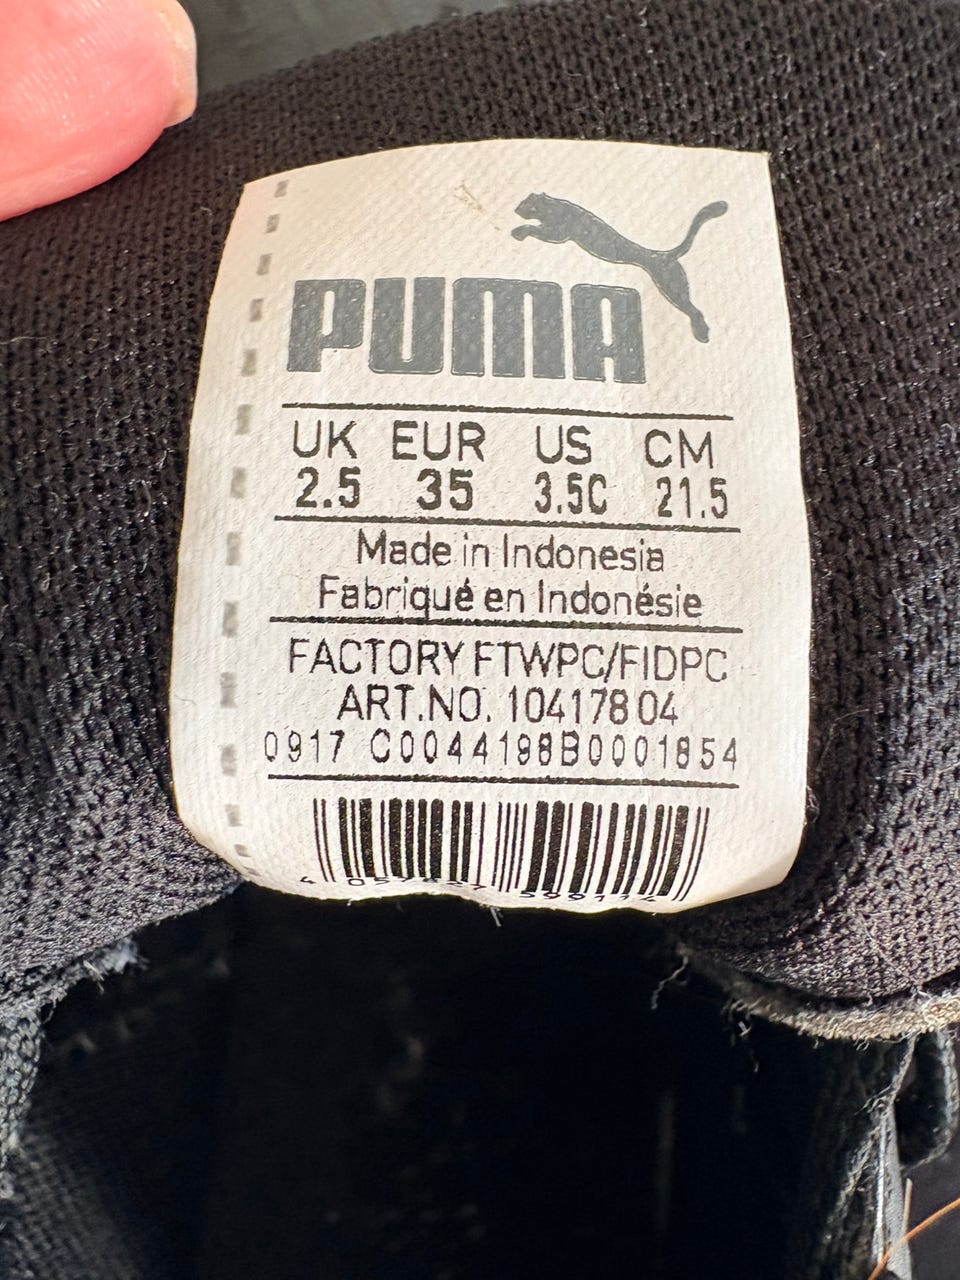 PUMA
UK EUR US CM
2.5 35 3.5C 21.5
Made in Indonesia
Fabriqué en Indonésie
FACTORY FTWPC/FIDPC
ART.NO. 10417804
0917 C0044198B0001854